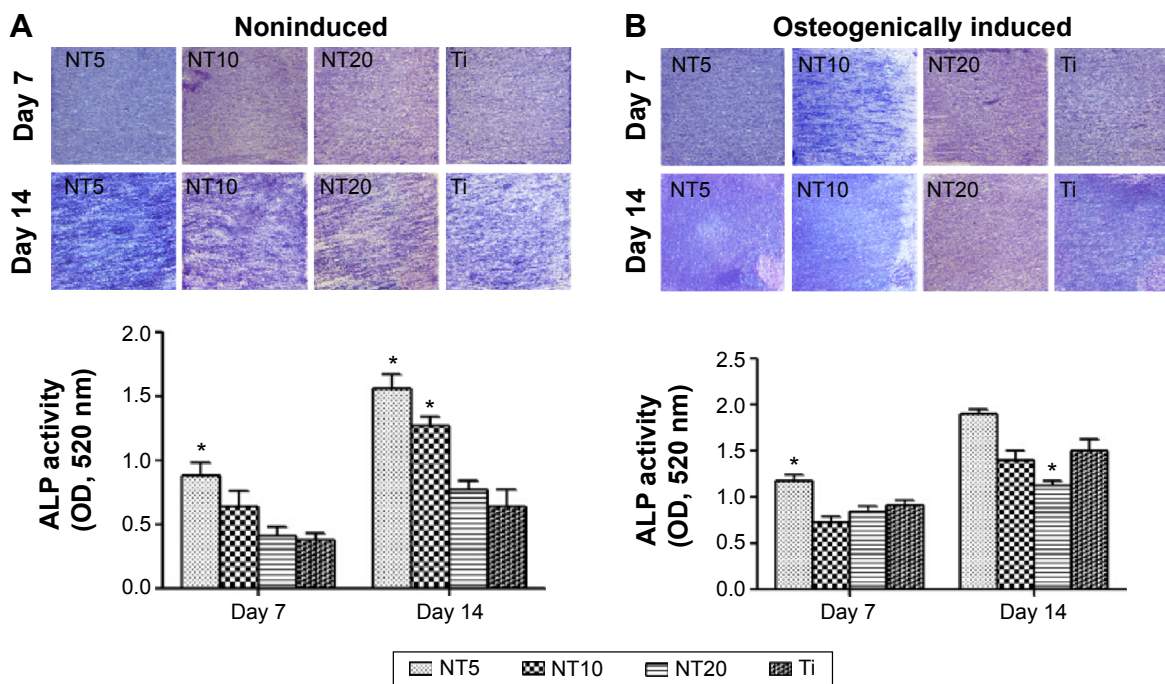 A Noninduced
Day 7
NT5 NT10 NT20 Ti
Day 14
NT5 NT10 NT20 Ti
ALP activity
(OD, 520 nm)
2.0
1.5
1.0
0.5
0.0
*
*
*
Day 7 Day 14
B Osteogenically induced
Day 7
NT5 NT10 NT20 Ti
Day 14
NT5 NT10 NT20 Ti
ALP activity
(OD, 520 nm)
2.5
2.0
1.5
1.0
0.5
0.0
*
*
Day 7 Day 14
NT5 NT10 NT20 Ti